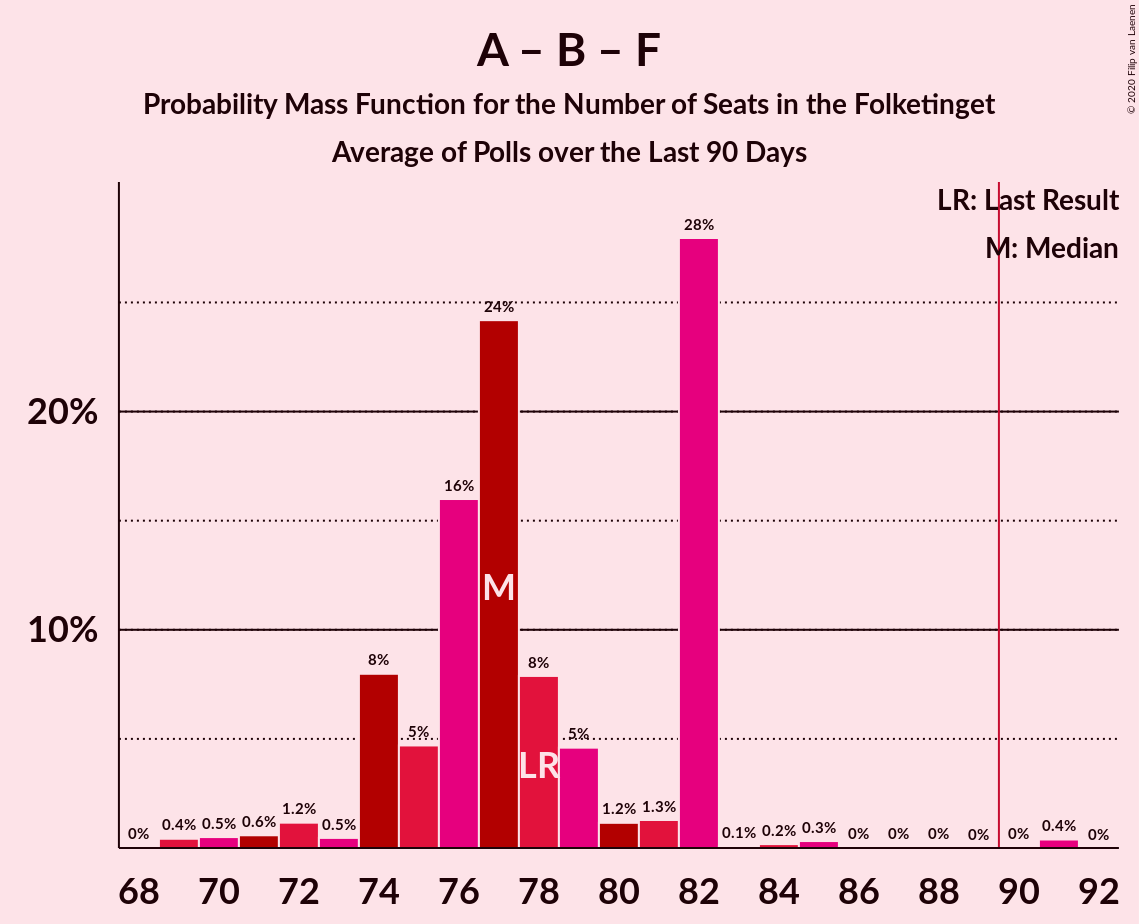 A – B – F
Probability Mass Function for the Number of Seats in the Folketinget
Average of Polls over the Last 90 Days
© 2020 Filip van Laenen
LR: Last Result
M: Median
20%
10%
0% 0.4% 0.5% 0.6% 1.2% 0.5% 8% 5% 16% 24% 8% 5% 1.2% 1.3% 28% 0.1% 0.2% 0.3% 0% 0% 0% 0% 0% 0.4% 0%
M
LR
68 70 72 74 76 78 80 82 84 86 88 90 92